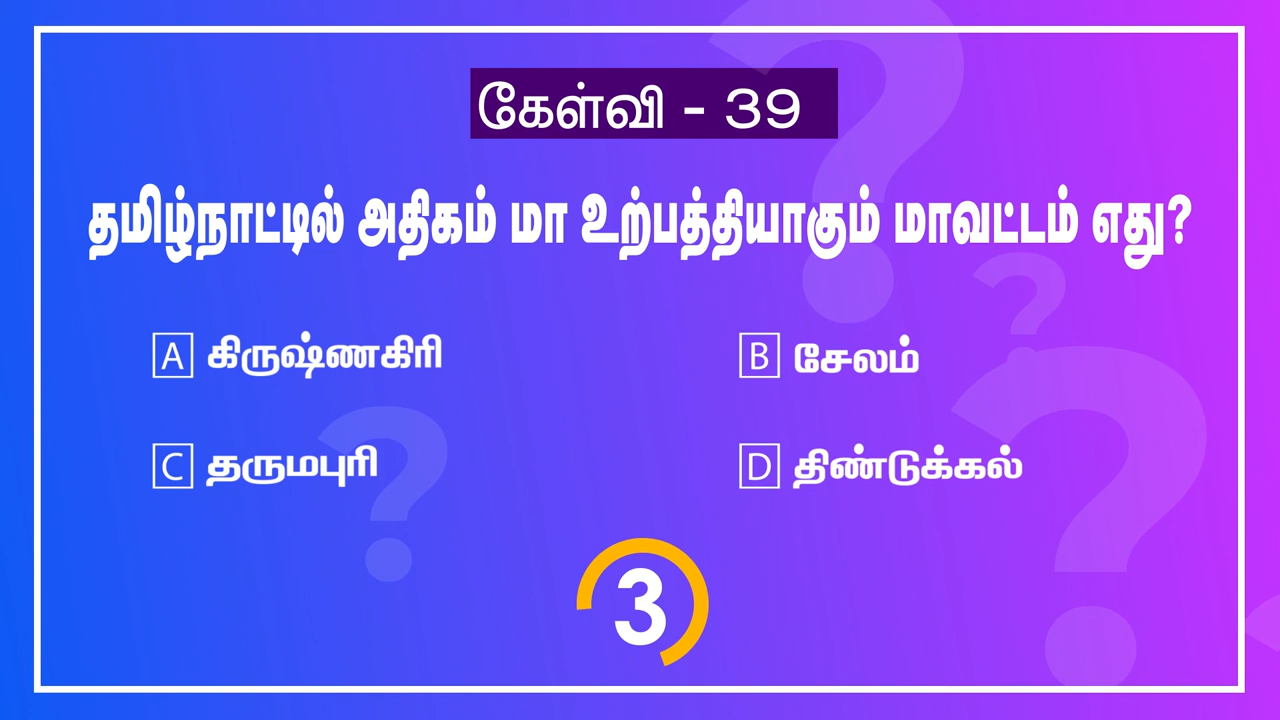 கேள்வி - 39
தமிழ்நாட்டில் அதிகம் மா உற்பத்தியாகும் மாவட்டம் எது?
A கிருஷ்ணகிரி
B சேலம்
C தருமபுரி
D திண்டுக்கல்
3